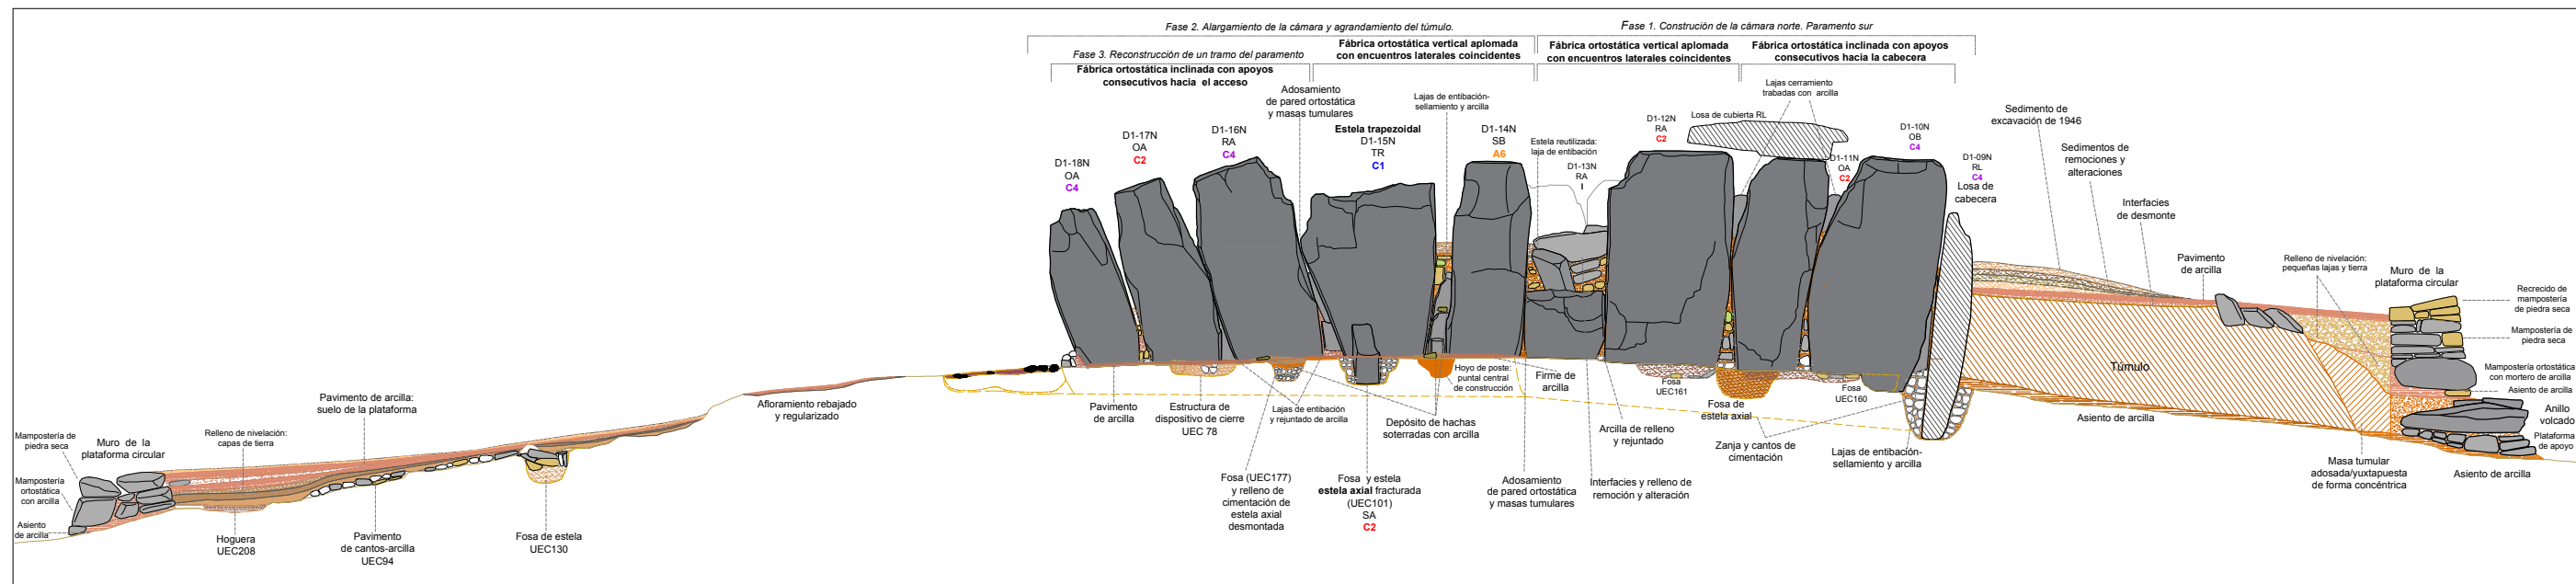 Fase 2. Alargamiento de la cámara y agrandamiento del túmulo.
Fase 1. Construción de la cámara norte. Paramento sur
Fase 3. Reconstrucción de un tramo del paramento
Fábrica ortostática inclinada con apoyos
consecutivos hacia  el acceso
Fábrica ortostática vertical aplomada
con encuentros laterales coincidentes
Fábrica ortostática vertical aplomada
con encuentros laterales coincidentes
Fábrica ortostática inclinada con apoyos
consecutivos hacia la cabecera
D1-18N
OA
C4
D1-17N
OA
C2
D1-16N
RA
C4
Adosamiento
de pared ortostática
y masas tumulares
Estela trapezoidal
D1-15N
TR
C1
Lajas de entibación-
sellamiento y arcilla
D1-14N
SB
A6
Estela reutilizada:
laja de entibación
D1-13N
RA
I
D1-12N
RA
C2
Losa de cubierta RL
Lajas cerramiento
trabadas con  arcilla
D1-11N
OA
C2
D1-10N
OB
C4
D1-09N
RL
C4
Losa de
cabecera
Sedimento de
excavación de 1946
Sedimentos de
remociones y
alteraciones
Interfacies
de desmonte
Pavimento
de arcilla
Relleno de nivelación:
pequeñas lajas y tierra
Muro  de  la
plataforma circular
Recrecido de
mampostería
de piedra seca
Mampostería de
piedra seca
Mampostería ortostática
con mortero de arcilla
Asiento de arcilla
Anillo
volcado
Plataforma
de apoyo
Asiento de arcilla
Túmulo
Asiento de arcilla
Masa tumular
adosada/yuxtapuesta
de forma concéntrica
Mampostería de
piedra seca
Muro  de  la
plataforma circular
Mampostería
ortostática
con arcilla
Asiento
de arcilla
Relleno de nivelación:
capas de tierra
Pavimento de arcilla:
suelo de la plataforma
Hoguera
UEC208
Pavimento
de cantos-arcilla
UEC94
Fosa de estela
UEC130
Afloramiento rebajado
y regularizado
Pavimento
de arcilla
Estructura de
dispositivo de cierre
UEC 78
Lajas de entibación
y rejuntado de arcilla
Fosa (UEC177)
y relleno de
cimentación de
estela axial
desmontada
Fosa  y estela
estela axial fracturada
(UEC101)
SA
C2
Depósito de hachas
soterradas con arcilla
Hoyo de poste:
puntal central
de construcción
Firme de
arcilla
Adosamiento
de pared ortostática
y masas tumulares
Arcilla de relleno
y rejuntado
Interfacies y relleno de
remoción y alteración
Fosa
UEC161
Fosa de
estela axial
Zanja y cantos de
cimentación
Fosa
UEC160
Lajas de entibación-
sellamiento y arcilla